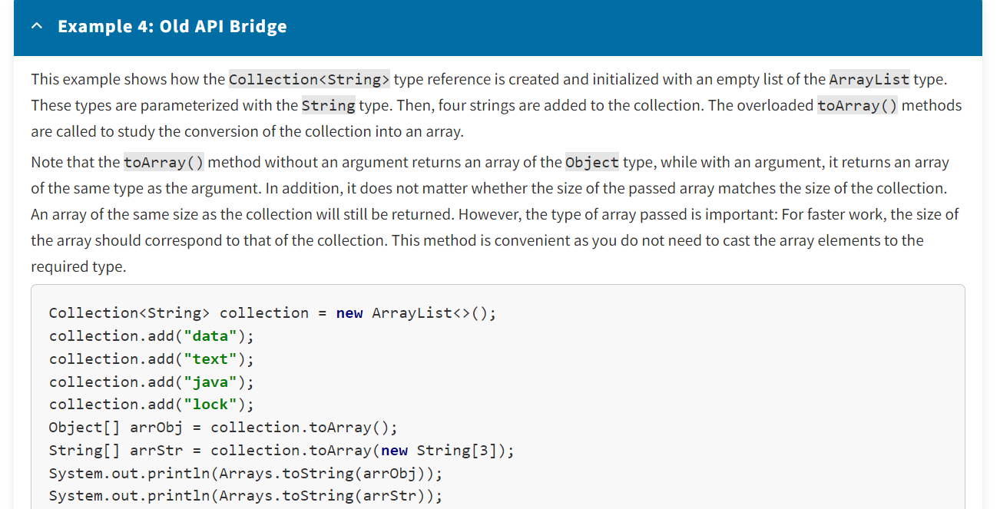 Example 4: Old API Bridge
This example shows how the Collection<String> type reference is created and initialized with an empty list of the ArrayList type.
These types are parameterized with the String type. Then, four strings are added to the collection. The overloaded toArray() methods
are called to study the conversion of the collection into an array.
Note that the toArray() method without an argument returns an array of the Object type, while with an argument, it returns an array
of the same type as the argument. In addition, it does not matter whether the size of the passed array matches the size of the collection.
An array of the same size as the collection will still be returned. However, the type of array passed is important: For faster work, the size of
the array should correspond to that of the collection. This method is convenient as you do not need to cast the array elements to the
required type.
Collection<String> collection = new ArrayList<>();
collection.add("data");
collection.add("text");
collection.add("java");
collection.add("lock");
Object[] arrObj = collection.toArray();
String[] arrStr = collection.toArray(new String[3]);
System.out.println(Arrays.toString(arrObj));
System.out.println(Arrays.toString(arrStr));